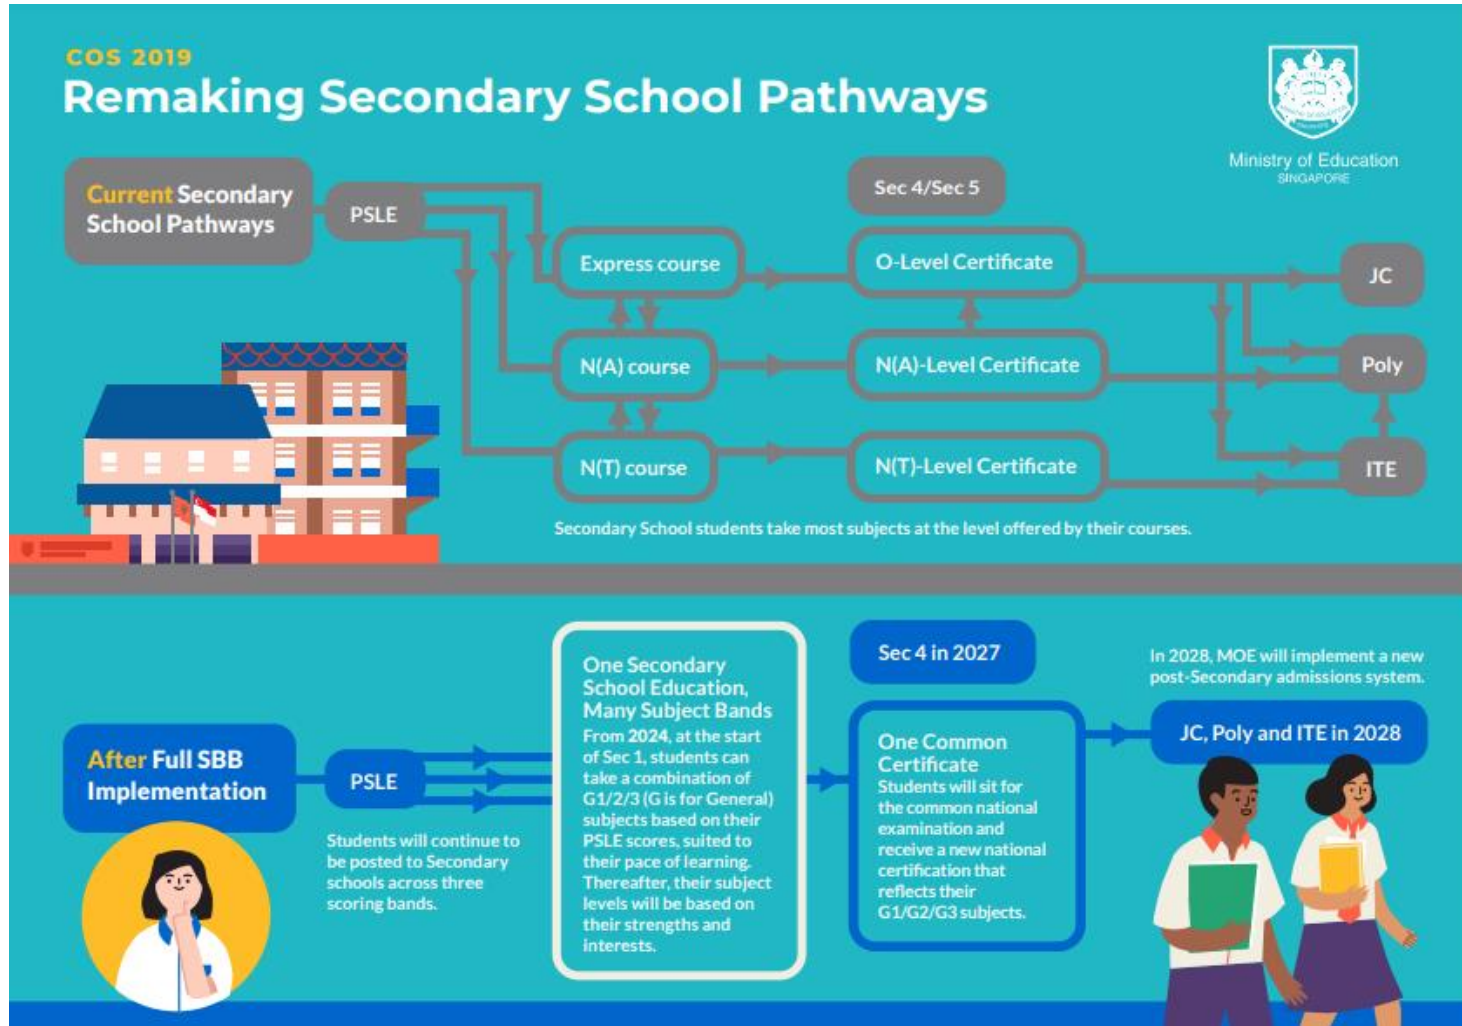 COS 2019
Remaking Secondary School Pathways
Ministry of Education
SINGAPORE
Current Secondary
School Pathways
PSLE
Sec 4/Sec 5
Express course
O-Level Certificate
JC
N(A) course
N(A)-Level Certificate
Poly
N(T) course
N(T)-Level Certificate
ITE
Secondary School students take most subjects at the level offered by their courses.
After Full SBB
Implementation
PSLE
Students will continue to
be posted to Secondary
schools across three
scoring bands.
One Secondary
School Education,
Many Subject Bands
From 2024, at the start
of Sec 1, students can
take a combination of
G1/2/3 (G is for General)
subjects based on their
PSLE scores, suited to
their pace of learning.
Thereafter, their subject
levels will be based on
their strengths and
interests.
Sec 4 in 2027
One Common
Certificate
Students will sit for
the common national
examination and
receive a new national
certification that
reflects their
G1/G2/G3 subjects.
In 2028, MOE will implement a new
post-Secondary admissions system.
JC, Poly and ITE in 2028